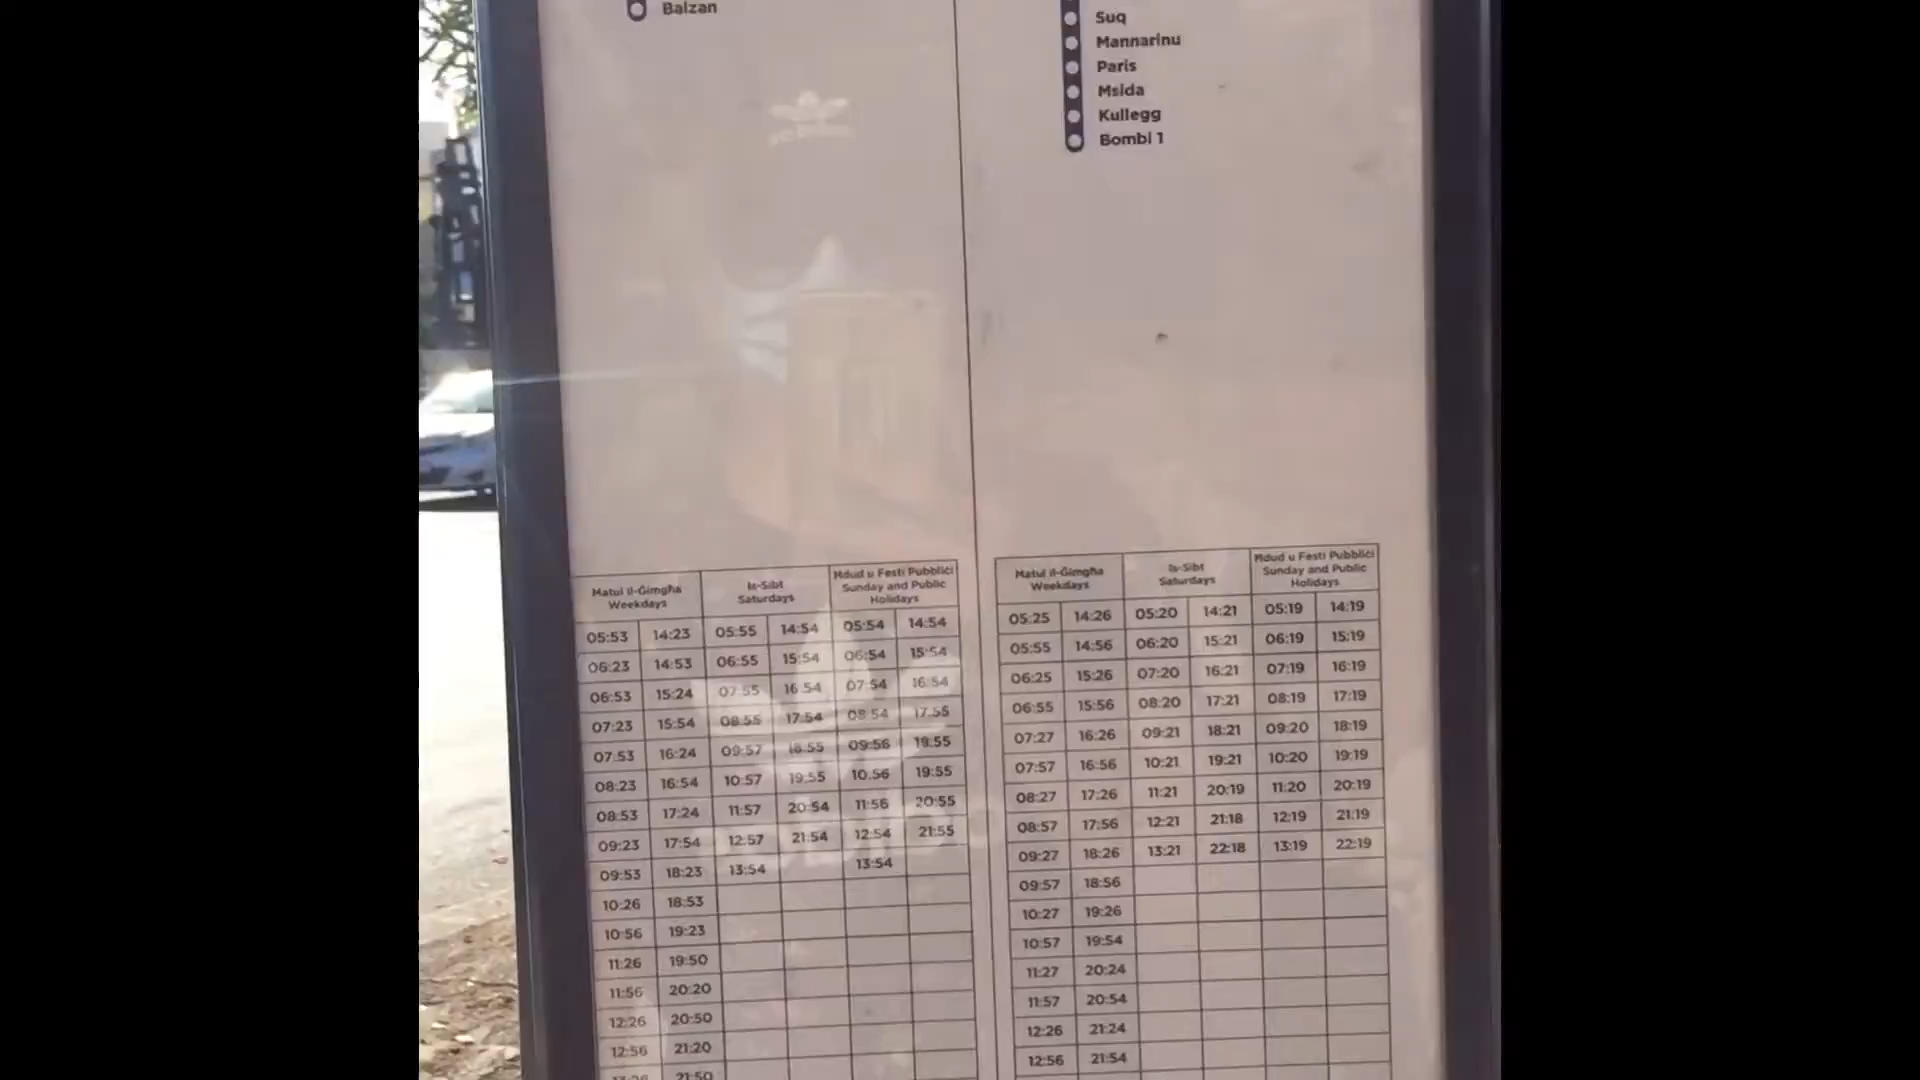 Balzan
Suq
Mannarinu
Paris
Msida
Kullegg
Bombi 1
Matul il-Ġimgħa
Weekdays
Is-Sibt
Saturdays
Ħdud u Festi Pubbliċi
Sunday and Public
Holidays
05:53 14:23 05:55 14:54 05:54 14:54
06:23 14:53 06:55 15:54 06:54 15:54
06:53 15:24 07:55 16:54 07:54 16:54
07:23 15:54 08:55 17:54 08:54 17:55
07:53 16:24 09:57 18:55 09:56 18:55
08:23 16:54 10:57 19:55 10:56 19:55
08:53 17:24 11:57 20:54 11:56 20:55
09:23 17:54 12:57 21:54 12:54 21:55
09:53 18:23 13:54 13:54
10:26 18:53
10:56 19:23
11:26 19:50
11:56 20:20
12:26 20:50
12:56 21:20
21:50
Matul il-Ġimgħa
Weekdays
Is-Sibt
Saturdays
Ħdud u Festi Pubbliċi
Sunday and Public
Holidays
05:25 14:26 05:20 14:21 05:19 14:19
05:55 14:56 06:20 15:21 06:19 15:19
06:25 15:26 07:20 16:21 07:19 16:19
06:55 15:56 08:20 17:21 08:19 17:19
07:27 16:26 09:21 18:21 09:20 18:19
07:57 16:56 10:21 19:21 10:20 19:19
08:27 17:26 11:21 20:19 11:20 20:19
08:57 17:56 12:21 21:18 12:19 21:19
09:27 18:26 13:21 22:18 13:19 22:19
09:57 18:56
10:27 19:26
10:57 19:54
11:27 20:24
11:57 20:54
12:26 21:24
12:56 21:54